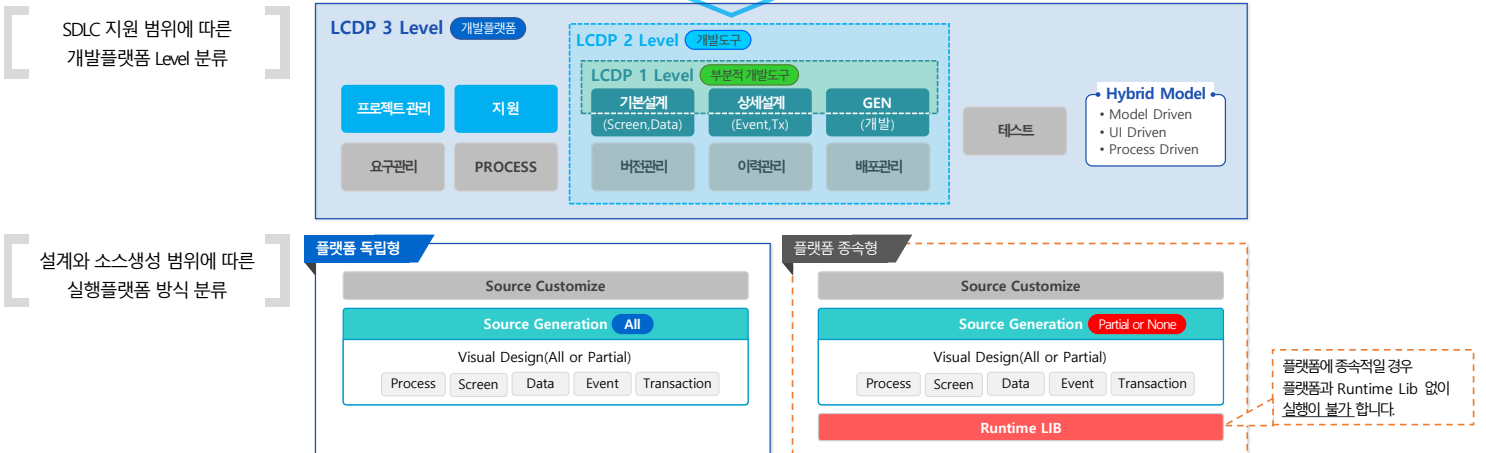 SDLC 지원 범위에 따른
개발플랫폼 Level 분류
LCDP 3 Level 개발플랫폼
LCDP 2 Level 개발도구
LCDP 1 Level 부분적 개발도구
프로젝트 관리
지원
기본설계
(Screen,Data)
상세설계
(Event,Tx)
GEN
(개발)
요구관리
PROCESS
버전관리
이력관리
배포관리
테스트
Hybrid Model
• Model Driven
• UI Driven
• Process Driven
설계와 소스생성 범위에 따른
실행플랫폼 방식 분류
플랫폼 독립형
Source Customize
Source Generation All
Visual Design(All or Partial)
Process Screen Data Event Transaction
플랫폼 종속형
Source Customize
Source Generation Partial or None
Visual Design(All or Partial)
Process Screen Data Event Transaction
Runtime LIB
플랫폼에 종속적일 경우
플랫폼과 Runtime Lib 없이
실행이 불가 합니다.